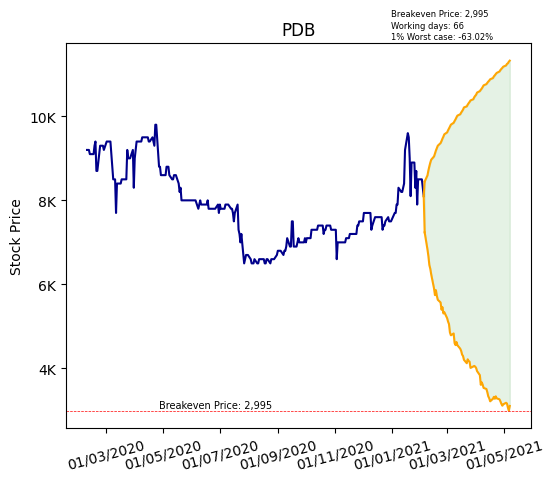 Breakeven Price: 2,995
Working days: 66
1% Worst case: -63.02%
PDB
10K
8K
6K
4K
Stock Price
Breakeven Price: 2,995
01/03/2020
01/05/2020
01/07/2020
01/09/2020
01/11/2020
01/01/2021
01/03/2021
01/05/2021